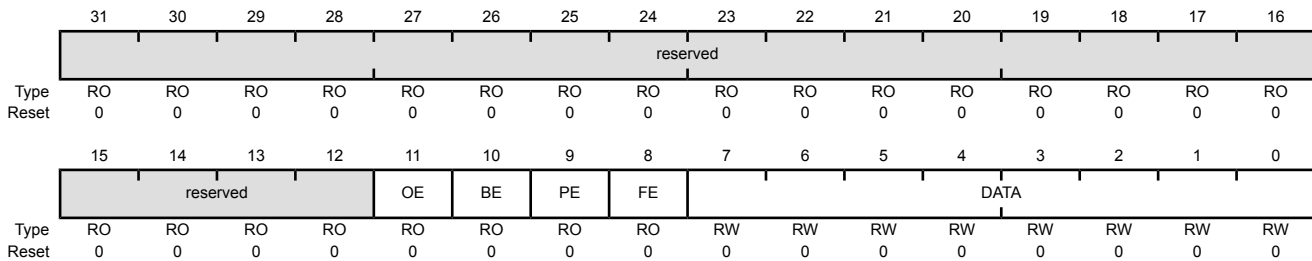 31 30 29 28 27 26 25 24 23 22 21 20 19 18 17 16
reserved
Type RO RO RO RO RO RO RO RO RO RO RO RO RO RO RO RO
Reset 0 0 0 0 0 0 0 0 0 0 0 0 0 0 0 0
15 14 13 12 11 10 9 8 7 6 5 4 3 2 1 0
reserved OE BE PE FE DATA
Type RO RO RO RO RO RO RO RO RW RW RW RW RW RW RW RW
Reset 0 0 0 0 0 0 0 0 0 0 0 0 0 0 0 0